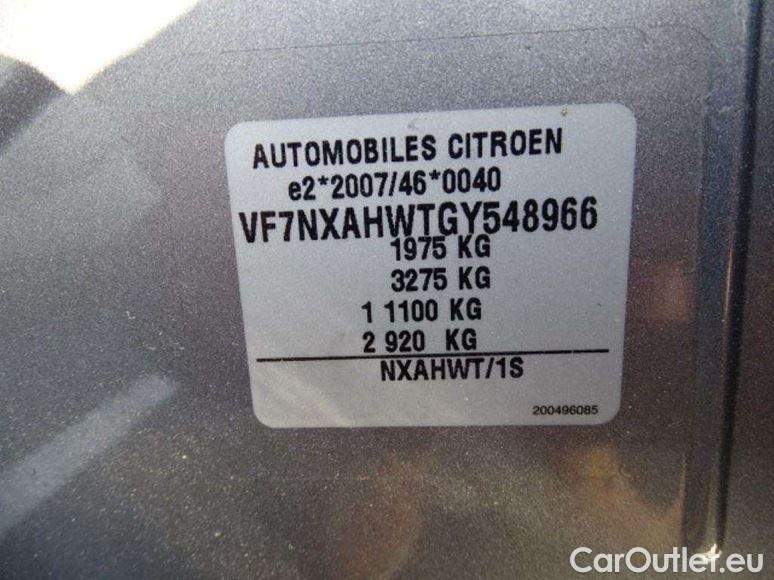 AUTOMOBILES CITROEN
e2*2007/46*0040
VF7NXAHWTGY548966
1975 KG
3275 KG
1 1100 KG
2 920 KG
NXAHWT/1S
200496085
CarOutlet.eu